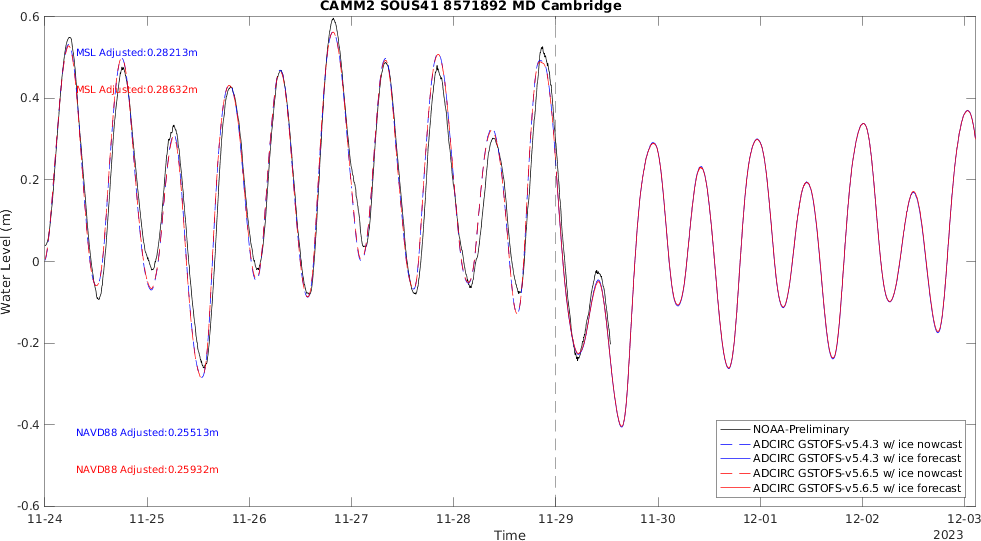 CAMM2 SOUS41 8571892 MD Cambridge
0.6
MSL Adjusted:0.28213m
MSL Adjusted:0.28632m
0.4
0.2
Water Level (m)
0
-0.2
-0.4
NAVD88 Adjusted:0.25513m
NAVD88 Adjusted:0.25932m
NOAA-Preliminary
ADCIRC GSTOFS-v5.4.3 w/ ice nowcast
ADCIRC GSTOFS-v5.4.3 w/ ice forecast
ADCIRC GSTOFS-v5.6.5 w/ ice nowcast
ADCIRC GSTOFS-v5.6.5 w/ ice forecast
-0.6
11-24 11-25 11-26 11-27 11-28 11-29 11-30 12-01 12-02 12-03
Time 2023